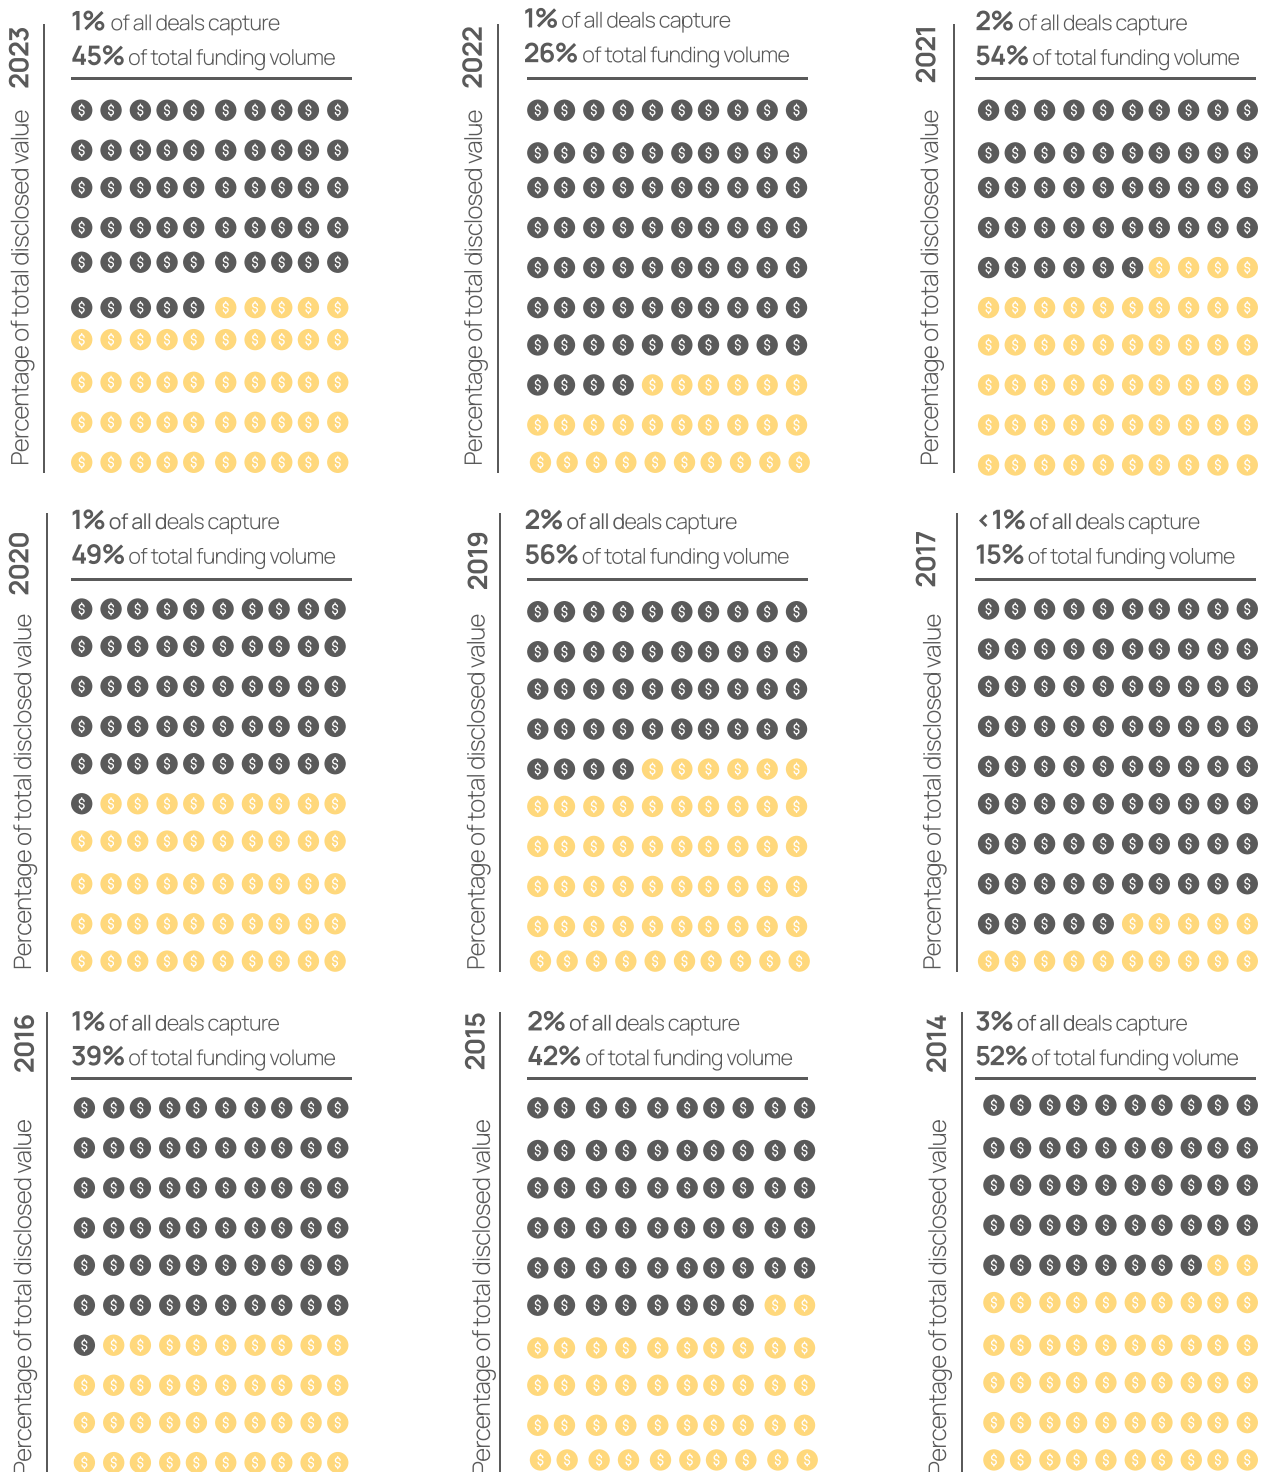 2023
1% of all deals capture
45% of total funding volume
Percentage of total disclosed value
2022
1% of all deals capture
26% of total funding volume
Percentage of total disclosed value
2021
2% of all deals capture
54% of total funding volume
Percentage of total disclosed value
2020
1% of all deals capture
49% of total funding volume
Percentage of total disclosed value
2019
2% of all deals capture
56% of total funding volume
Percentage of total disclosed value
2017
<1% of all deals capture
15% of total funding volume
Percentage of total disclosed value
2016
1% of all deals capture
39% of total funding volume
Percentage of total disclosed value
2015
2% of all deals capture
42% of total funding volume
Percentage of total disclosed value
2014
3% of all deals capture
52% of total funding volume
Percentage of total disclosed value